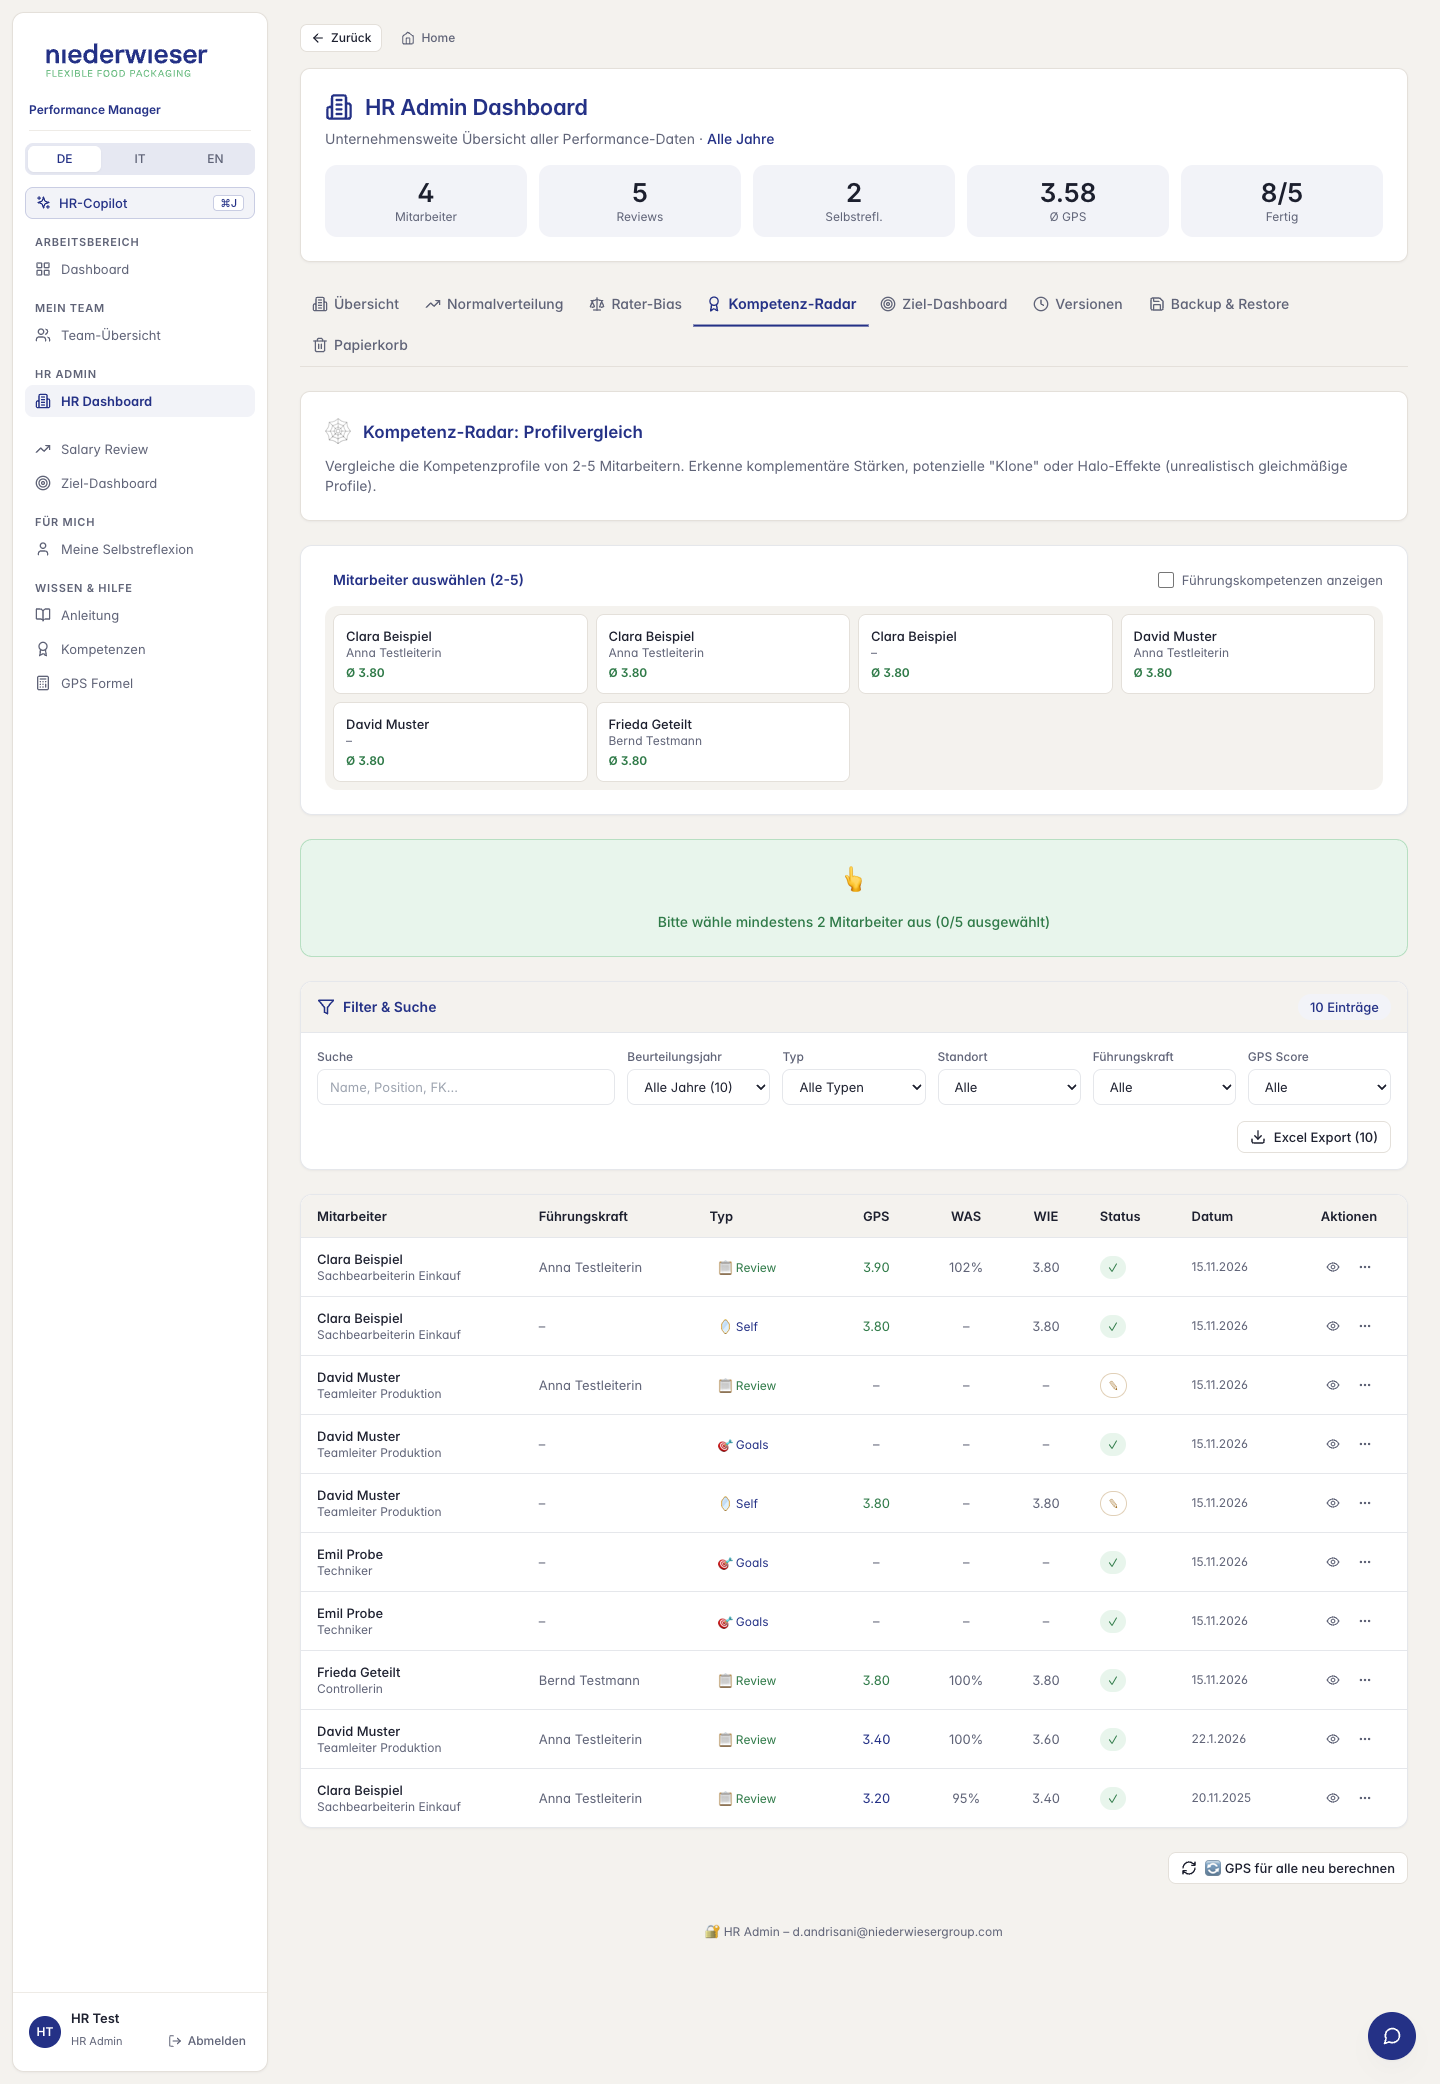 niederwieser
FLEXIBLE FOOD PACKAGING
Performance Manager
DE IT EN
HR-Copilot ⌘J
ARBEITSBEREICH
Dashboard
MEIN TEAM
Team-Übersicht
HR ADMIN
HR Dashboard
Salary Review
Ziel-Dashboard
FÜR MICH
Meine Selbstreflexion
WISSEN & HILFE
Anleitung
Kompetenzen
GPS Formel
HT
HR Test
HR Admin
Abmelden
Zurück Home
HR Admin Dashboard
Unternehmensweite Übersicht aller Performance-Daten · Alle Jahre
4 5 2 3.58 8/5
Mitarbeiter Reviews Selbstrefl. Ø GPS Fertig
Übersicht Normalverteilung Rater-Bias Kompetenz-Radar Ziel-Dashboard Versionen Backup & Restore
Papierkorb
Kompetenz-Radar: Profilvergleich
Vergleiche die Kompetenzprofile von 2-5 Mitarbeitern. Erkenne komplementäre Stärken, potenzielle "Klone" oder Halo-Effekte (unrealistisch gleichmäßige
Profile).
Mitarbeiter auswählen (2-5) Führungskompetenzen anzeigen
Clara Beispiel Clara Beispiel Clara Beispiel David Muster
Anna Testleiterin Anna Testleiterin – Anna Testleiterin
Ø 3.80 Ø 3.80 Ø 3.80 Ø 3.80
David Muster Frieda Geteilt
– Bernd Testmann
Ø 3.80 Ø 3.80
Bitte wähle mindestens 2 Mitarbeiter aus (0/5 ausgewählt)
Filter & Suche 10 Einträge
Suche Beurteilungsjahr Typ Standort Führungskraft GPS Score
Name, Position, FK... Alle Jahre (10) Alle Typen Alle Alle Alle
Excel Export (10)
Mitarbeiter Führungskraft Typ GPS WAS WIE Status Datum Aktionen
Clara Beispiel
Sachbearbeiterin Einkauf Anna Testleiterin Review 3.90 102% 3.80 ✓ 15.11.2026
Clara Beispiel
Sachbearbeiterin Einkauf – Self 3.80 – 3.80 ✓ 15.11.2026
David Muster
Teamleiter Produktion Anna Testleiterin Review – – – 15.11.2026
David Muster
Teamleiter Produktion – Goals – – – ✓ 15.11.2026
David Muster
Teamleiter Produktion – Self 3.80 – 3.80 15.11.2026
Emil Probe
Techniker – Goals – – – ✓ 15.11.2026
Emil Probe
Techniker – Goals – – – ✓ 15.11.2026
Frieda Geteilt
Controllerin Bernd Testmann Review 3.80 100% 3.80 ✓ 15.11.2026
David Muster
Teamleiter Produktion Anna Testleiterin Review 3.40 100% 3.60 ✓ 22.1.2026
Clara Beispiel
Sachbearbeiterin Einkauf Anna Testleiterin Review 3.20 95% 3.40 ✓ 20.11.2025
GPS für alle neu berechnen
HR Admin – d.andrisani@niederwiesergroup.com